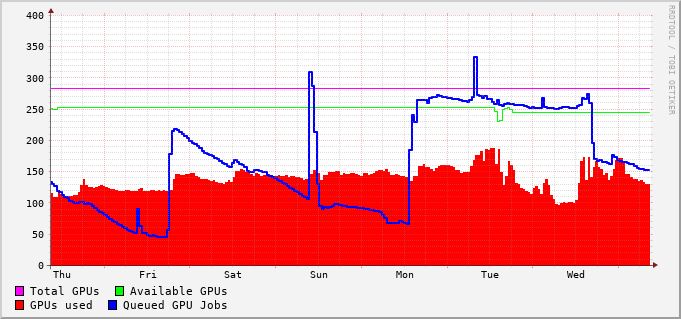 400
350
300
250
200
150
100
50
0
Thu Fri Sat Sun Mon Tue Wed
Total GPUs Available GPUs
GPUs used Queued GPU Jobs
RRDTOOL / TOBI OETIKER